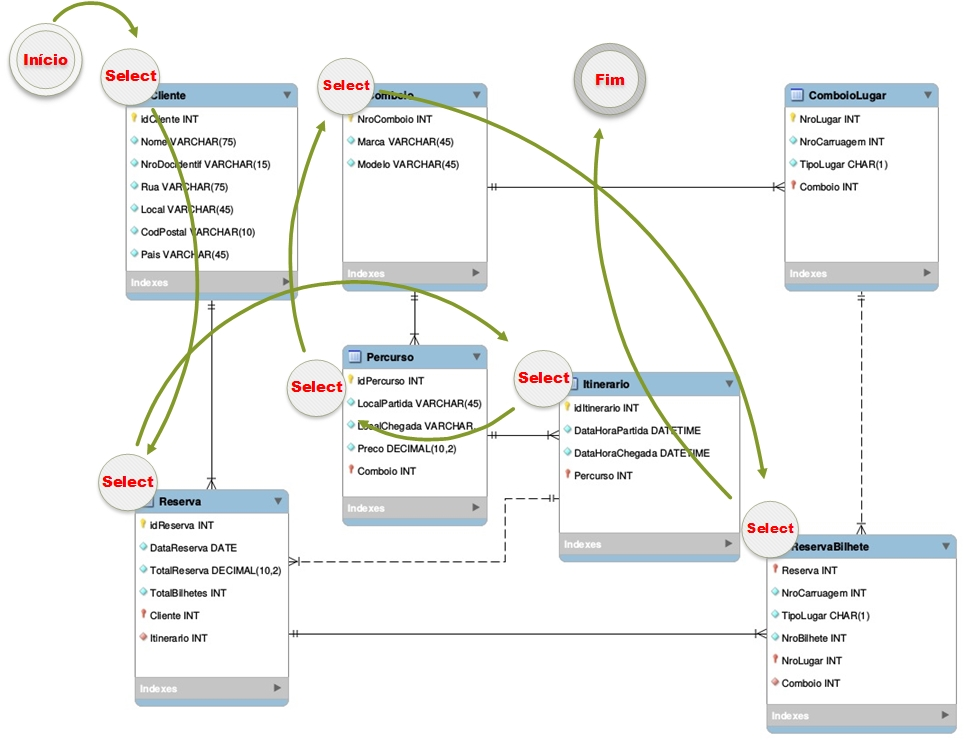 Início
Select
Cliente
idCliente INT
Nome VARCHAR(75)
NroDocIdentif VARCHAR(15)
Rua VARCHAR(75)
Local VARCHAR(45)
CodPostal VARCHAR(10)
Pais VARCHAR(45)
Indexes
Select
Comboio
NroComboio INT
Marca VARCHAR(45)
Modelo VARCHAR(45)
Indexes
Fim
ComboioLugar
NroLugar INT
NroCarruagem INT
TipoLugar CHAR(1)
Comboio INT
Indexes
Select
Percurso
idPercurso INT
LocalPartida VARCHAR(45)
LocalChegada VARCHAR.
Preco DECIMAL(10,2)
Comboio INT
Indexes
Select
Itinerario
idItinerario INT
DataHoraPartida DATETIME
DataHoraChegada DATETIME
Percurso INT
Indexes
Select
Reserva
idReserva INT
DataReserva DATE
TotalReserva DECIMAL(10,2)
TotalBilhetes INT
Cliente INT
Itinerario INT
Indexes
Select
ReservaBilhete
Reserva INT
NroCarruagem INT
TipoLugar CHAR(1)
NroBilhete INT
NroLugar INT
Comboio INT
Indexes